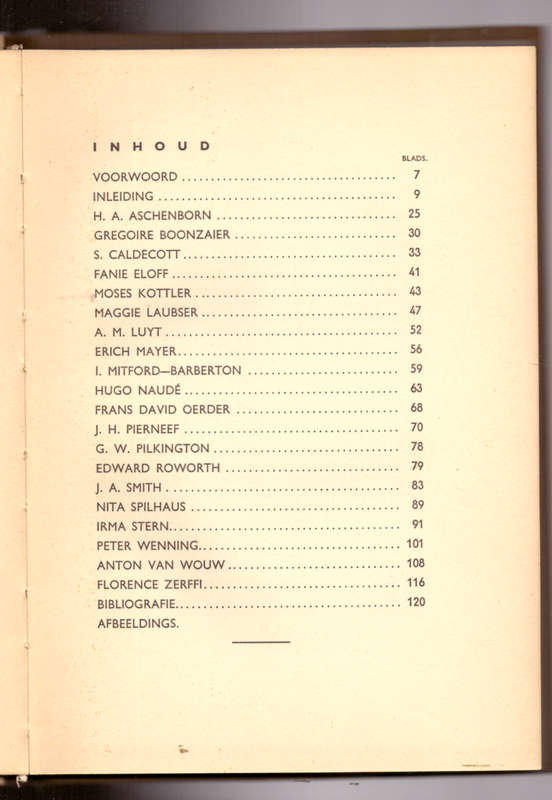 INHOUD
BLADS.
VOORWOORD ........................................ 7
INLEIDING ........................................ 9
H. A. ASCHENBORN ........................................ 25
GREGOIRE BOONZAIER ........................................ 30
S. CALDECOTT ........................................ 33
FANIE ELOFF ........................................ 41
MOSES KOTTLER ........................................ 43
MAGGIE LAUBSER ........................................ 47
A. M. LUYT ........................................ 52
ERICH MAYER ........................................ 56
I. MITFORD—BARBERTON ........................................ 59
HUGO NAUDÉ ........................................ 63
FRANS DAVID OERDER ........................................ 68
J. H. PIERNEEF ........................................ 70
G. W. PILKINGTON ........................................ 78
EDWARD ROWORTH ........................................ 79
J. A. SMITH ........................................ 83
NITA SPILHAUS ........................................ 89
IRMA STERN ........................................ 91
PETER WENNING ........................................ 101
ANTON VAN WOUW ........................................ 108
FLORENCE ZERFFI ........................................ 116
BIBLIOGRAFIE ........................................ 120
AFBEELDINGS.